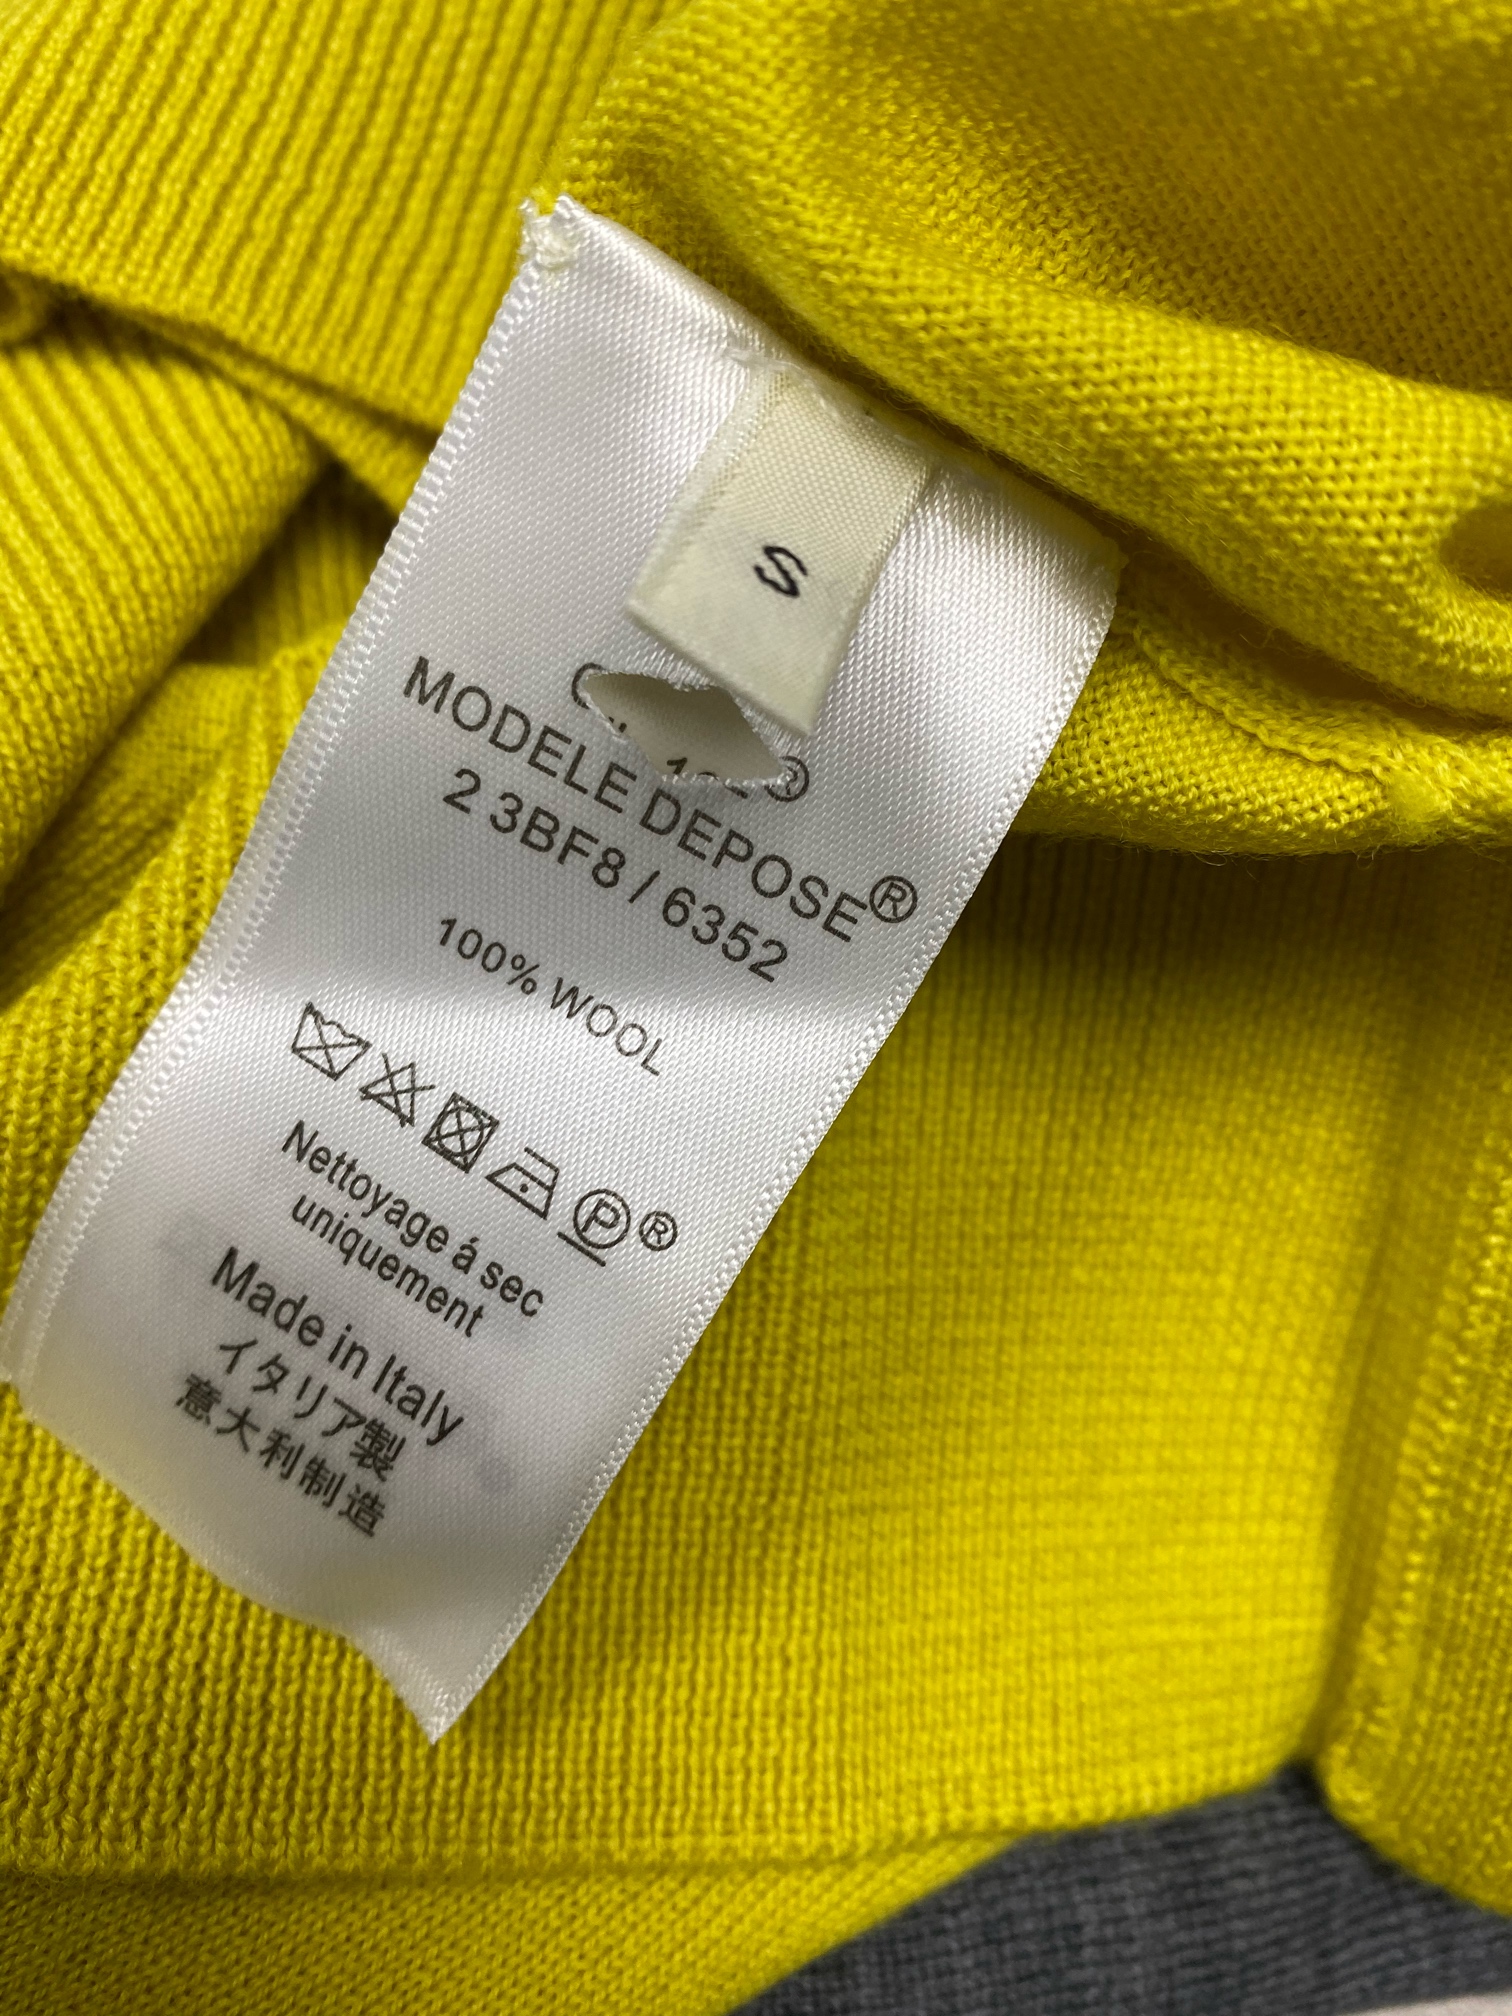 S
MODELE DEPOSE®
2 3BF8 / 6352
100% WOOL
P ®
Nettoyage á sec
uniquement
Made in Italy
イタリア製
意大利制造